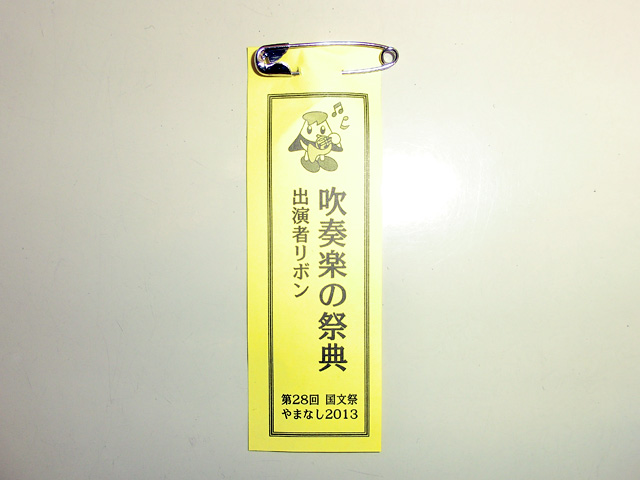 吹奏楽の祭典
出演者リボン
第28回 国文祭
やまなし2013